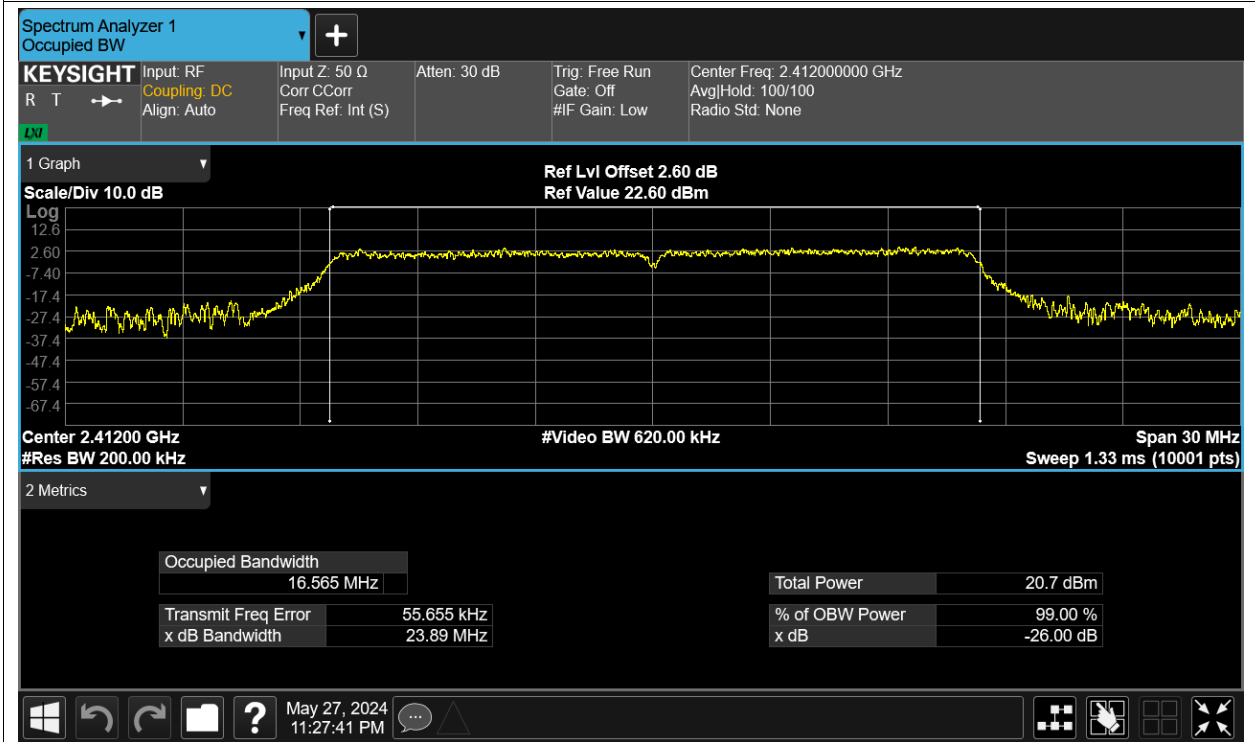 Spectrum Analyzer 1
Occupied BW
▼
+
KEYSIGHT
R T
LXI
Input: RF
Coupling: DC
Align: Auto
Input Z: 50 Ω
Corr CCorr
Freq Ref: Int (S)
Atten: 30 dB
Trig: Free Run
Gate: Off
#IF Gain: Low
Center Freq: 2.412000000 GHz
Avg|Hold: 100/100
Radio Std: None
1 Graph ▼
Ref Lvl Offset 2.60 dB
Scale/Div 10.0 dB
Ref Value 22.60 dBm
Log
12.6
2.60
-7.40
-17.4
-27.4
-37.4
-47.4
-57.4
-67.4
Center 2.41200 GHz
#Video BW 620.00 kHz
Span 30 MHz
#Res BW 200.00 kHz
Sweep 1.33 ms (10001 pts)
2 Metrics ▼
Occupied Bandwidth
16.565 MHz
Total Power 20.7 dBm
Transmit Freq Error 55.655 kHz
% of OBW Power 99.00 %
x dB Bandwidth 23.89 MHz
x dB -26.00 dB
?
May 27, 2024
11:27:41 PM